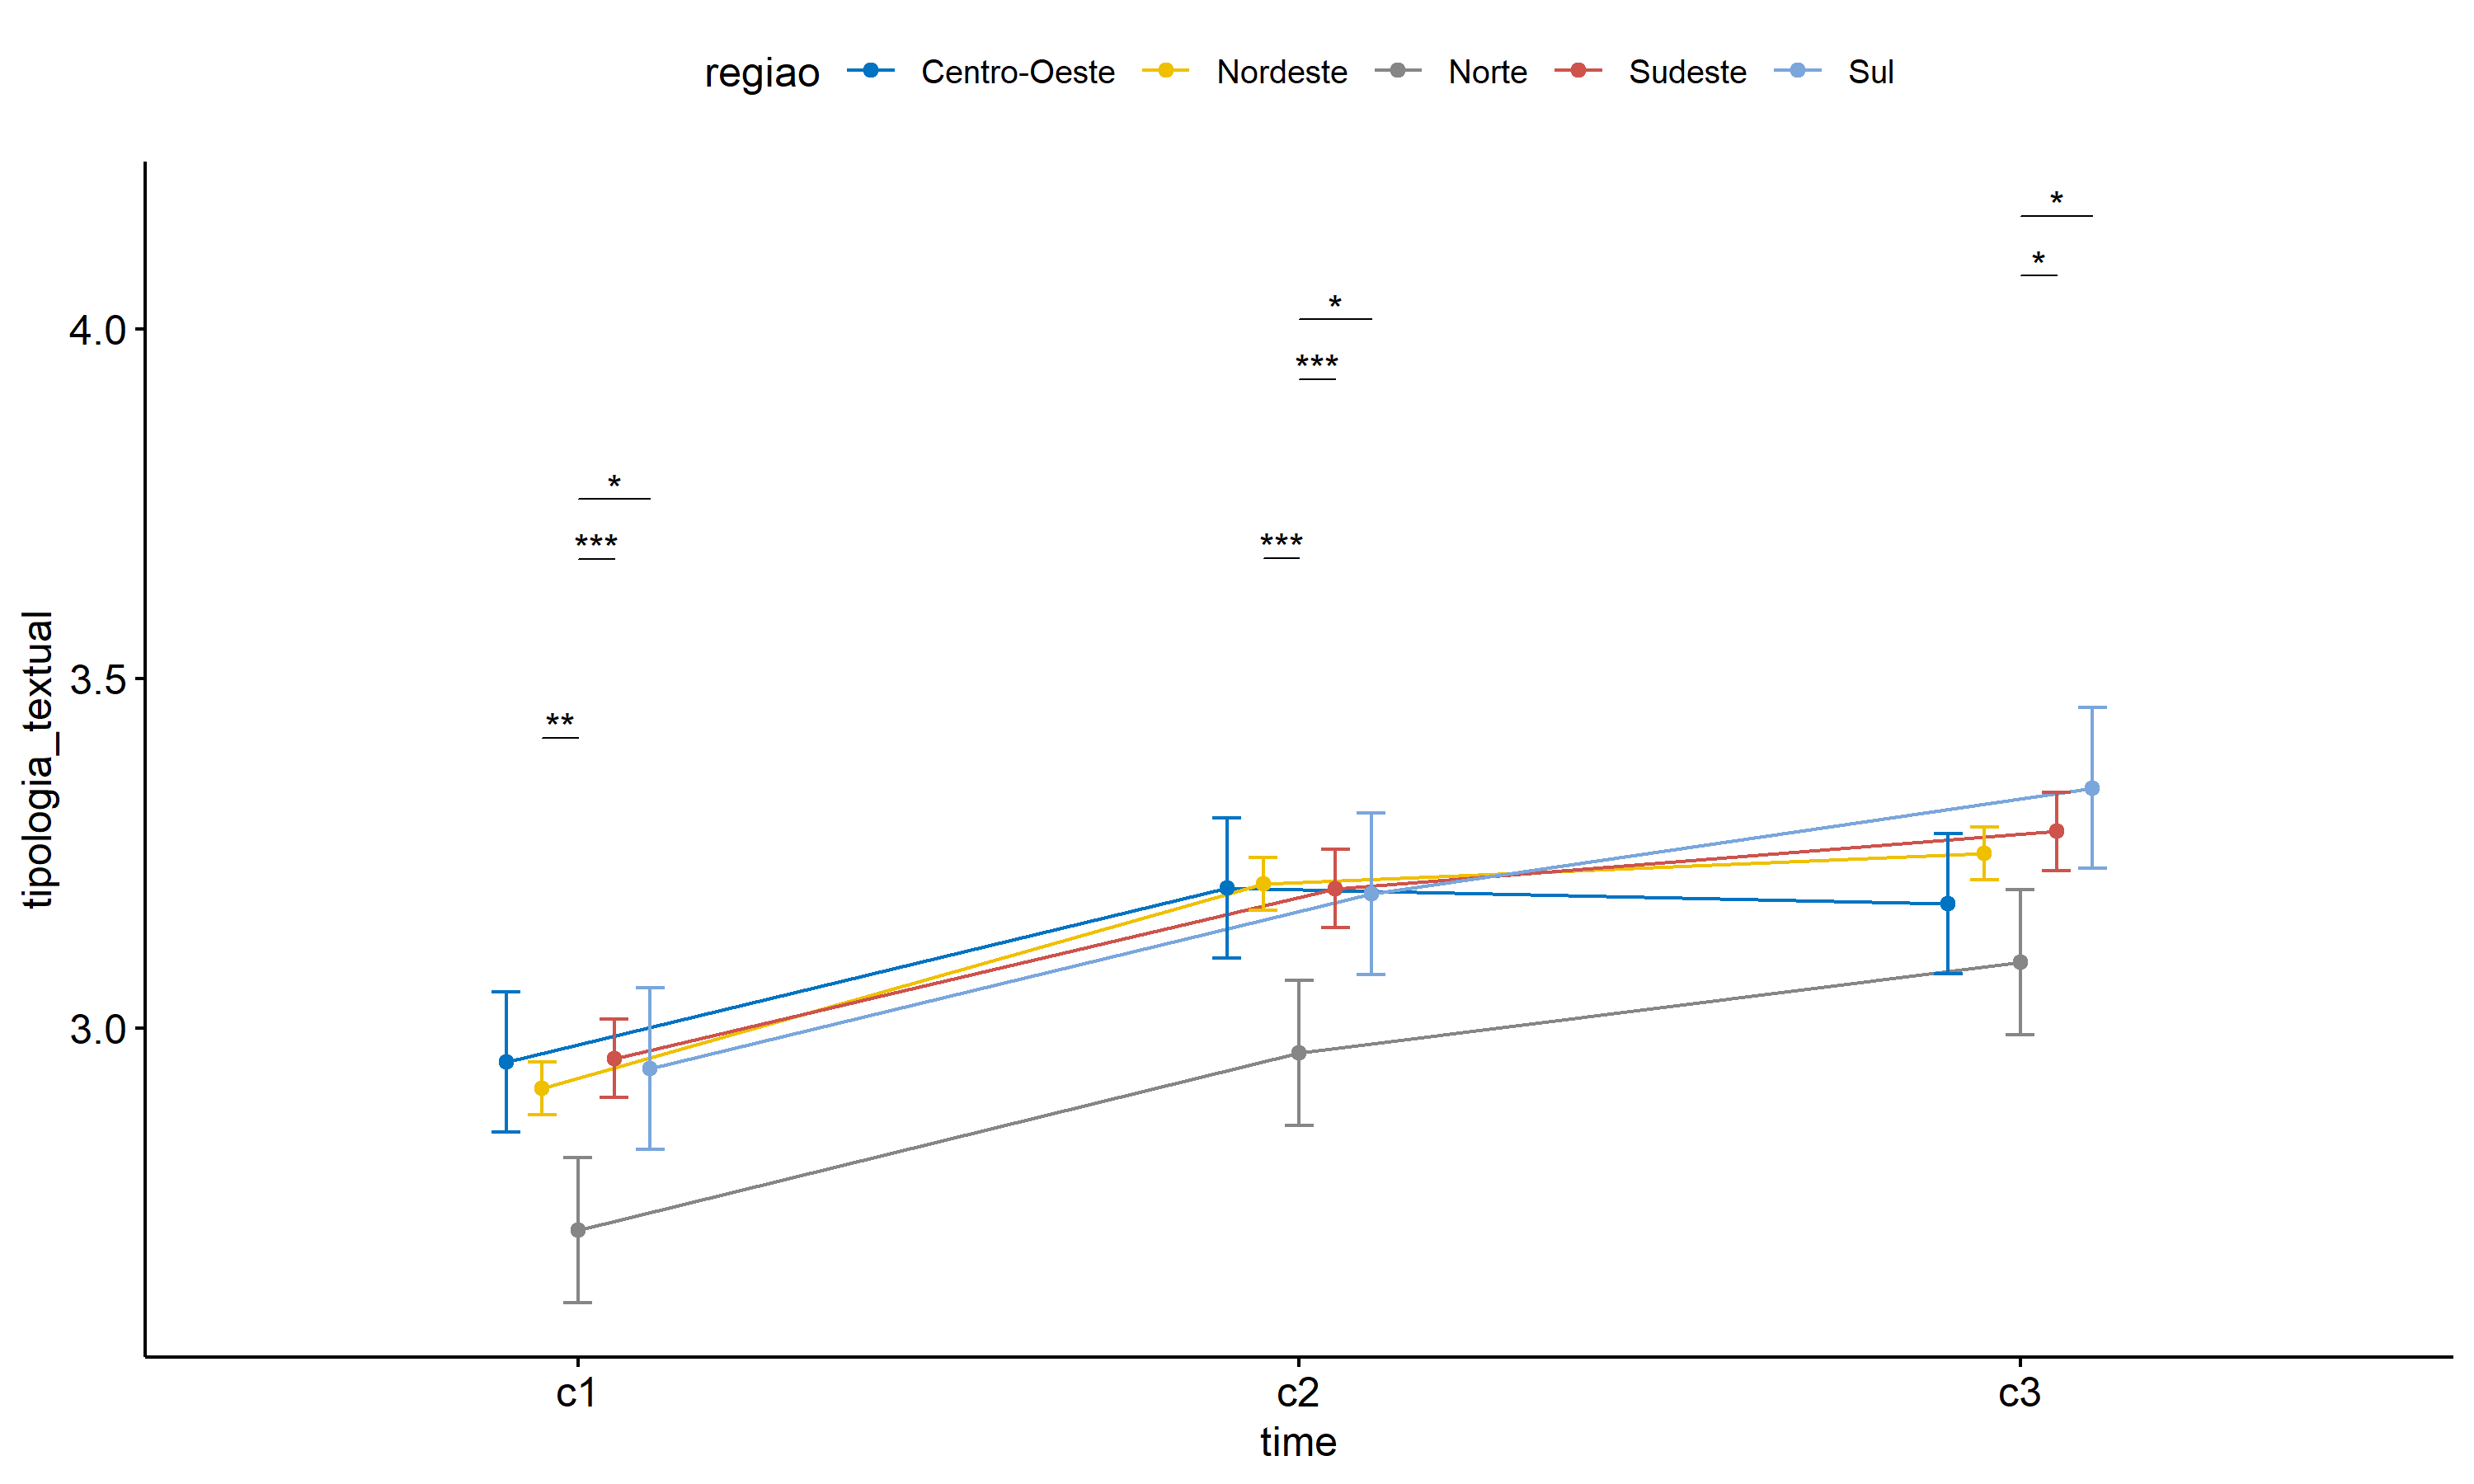 regiao Centro-Oeste Nordeste Norte Sudeste Sul
*
*
*
4.0
***
*
***
***
3.5
**
3.0
tipologia_textual
c1 c2 c3
time